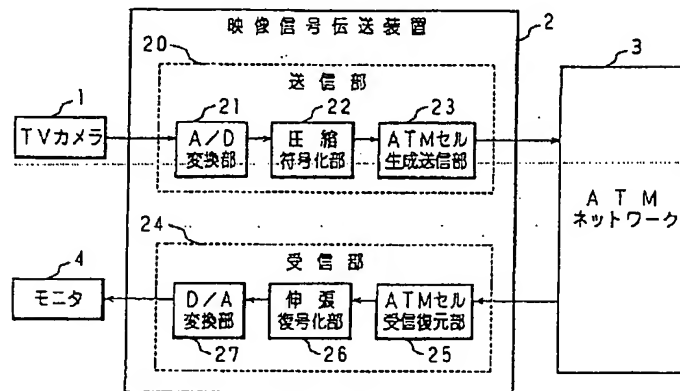 映像信号伝送装置
2
20
送信部
3
1
TVカメラ
21
A/D
変換部
22
圧縮
符号化部
23
ATMセル
生成送信部
ATM
ネットワーク
24
受信部
4
モニタ
D/A
変換部
27
伸張
復号化部
26
ATMセル
受信復元部
25